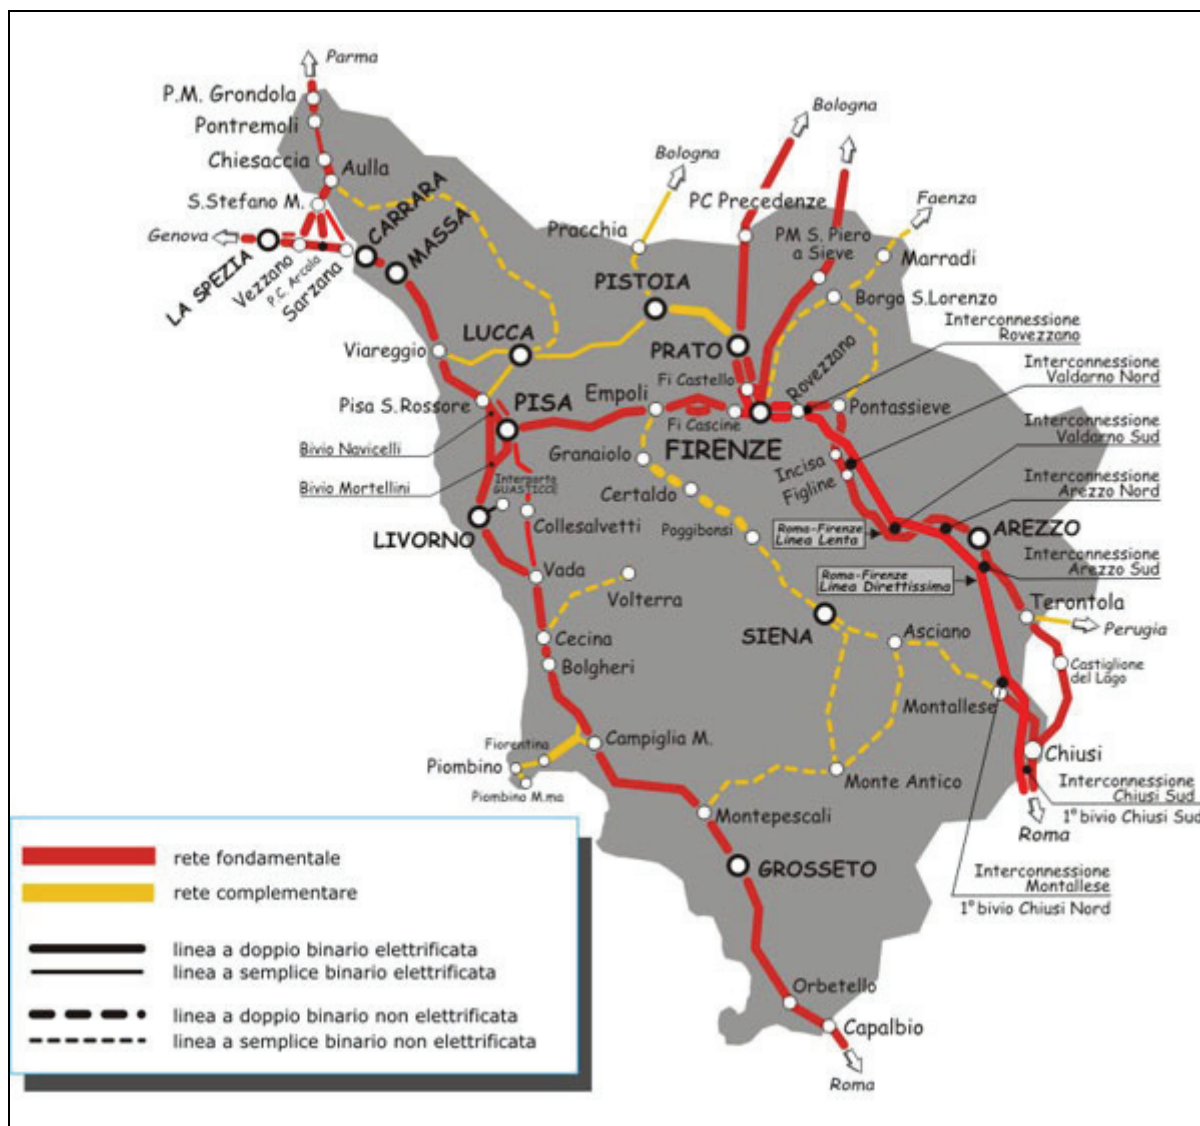 Parma
P.M. Grondola
Pontremoli
Chiesaccia
Aulla
S.Stefano M.
Genova
LA SPEZIA
Vezzano
P.C. Arcola
Sarzana
CARRARA
MASSA
Bologna
Bologna
PC Precedenze
Faenza
Pracchia
PM S. Piero
a Sieve
Marradi
PISTOIA
Borgo S.Lorenzo
Interconnessione
Rovezzano
LUCCA
Viareggio
PRATO
Rovezzano
Interconnessione
Valdarno Nord
Fi Castello
Empoli
Pisa S.Rossore
PISA
Fi Cascine
Pontassieve
FIRENZE
Interconnessione
Valdarno Sud
Bivio Navicelli
Granaiolo
Incisa
Figline
Interconnessione
Arezzo Nord
Bivio Mortellini
Interporto
GUASTICCE
Certaldo
Collesalvetti
LIVORNO
Poggibonsi
Roma-Firenze
Linea Lenta
AREZZO
Interconnessione
Arezzo Sud
Vada
Roma-Firenze
Linea Direttissima
Volterra
Terontola
Perugia
SIENA
Asciano
Cecina
Bolgheri
Castiglione
del Lago
Montallese
Fiorentina
Campiglia M.
Chiusi
Piombino
Piombino M.ma
Monte Antico
Interconnessione
Chiusi Sud
1° bivio Chiusi Sud
Montepescali
Roma
GROSSETO
Interconnessione
Montallese
1° bivio Chiusi Nord
Orbetello
Capalbio
Roma
rete fondamentale
rete complementare
linea a doppio binario elettrificata
linea a semplice binario elettrificata
linea a doppio binario non elettrificata
linea a semplice binario non elettrificata